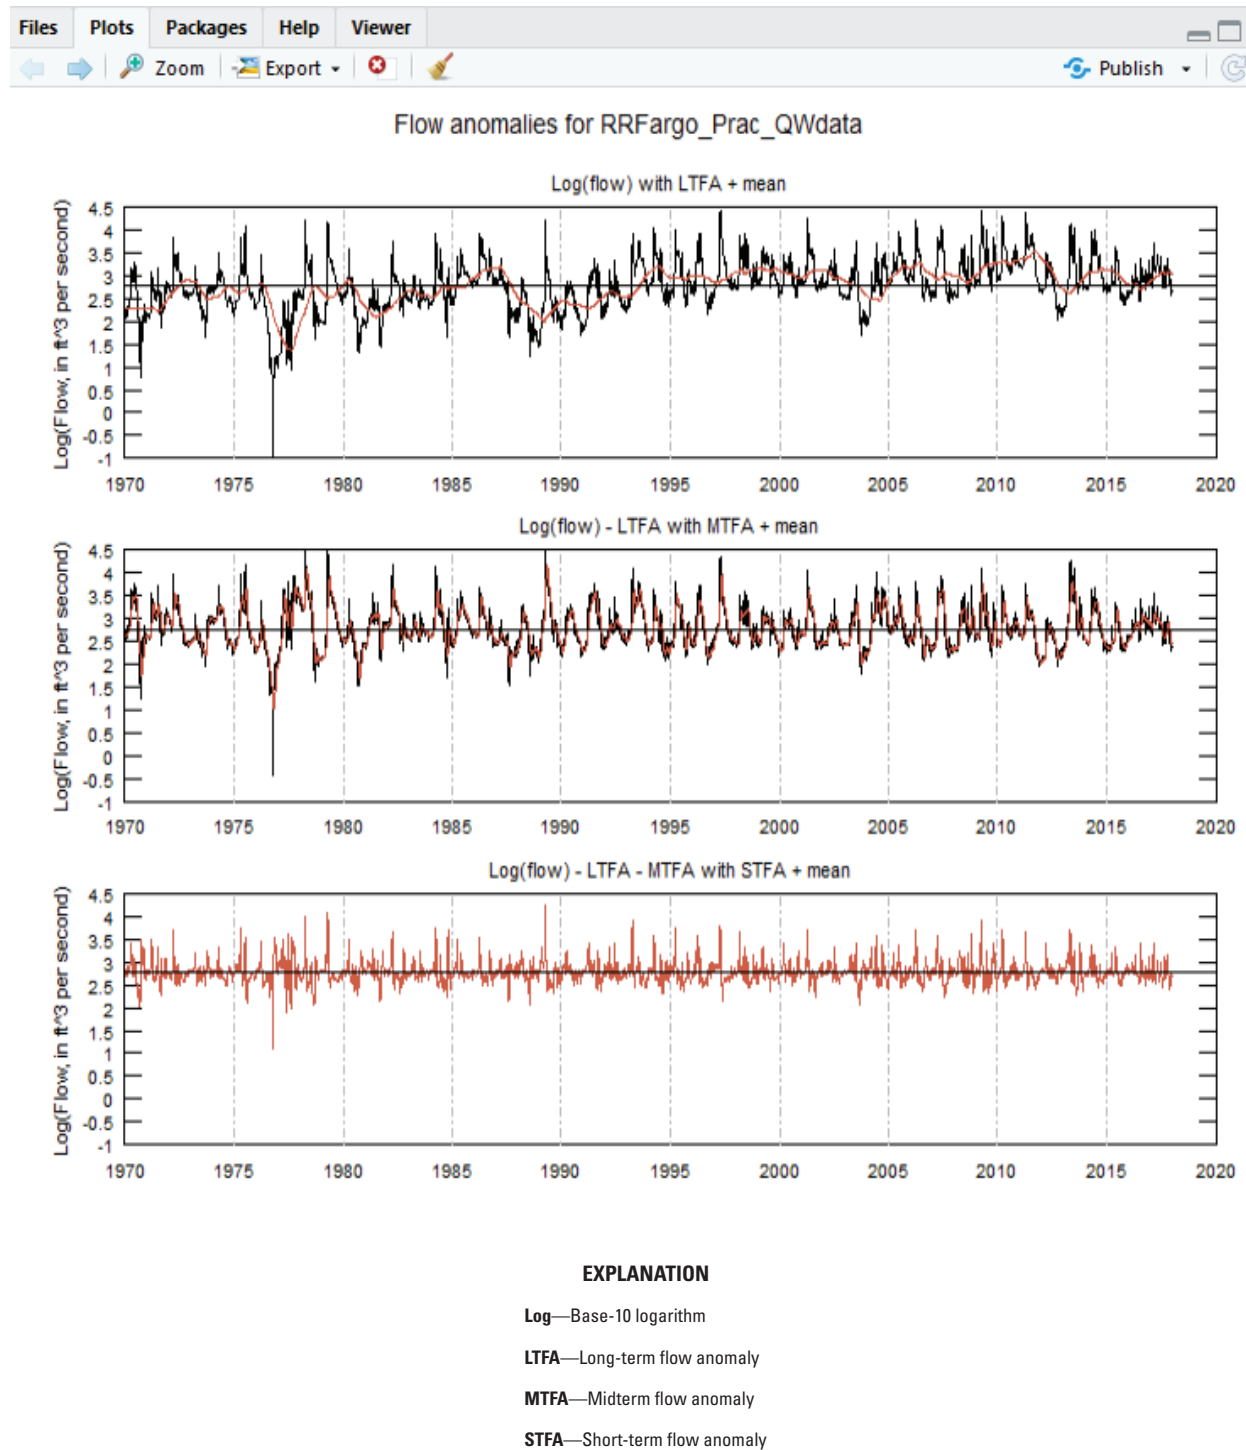 Files Plots Packages Help Viewer
Zoom Export Publish
Flow anomalies for RRFargo_Prac_QWdata
Log(flow) with LTFA + mean
Log(Flow, in ft^3 per second)
4.5
4
3.5
3
2.5
2
1.5
1
0.5
0
-0.5
-1
1970 1975 1980 1985 1990 1995 2000 2005 2010 2015 2020
Log(flow) - LTFA with MTFA + mean
Log(Flow, in ft^3 per second)
4.5
4
3.5
3
2.5
2
1.5
1
0.5
0
-0.5
-1
1970 1975 1980 1985 1990 1995 2000 2005 2010 2015 2020
Log(flow) - LTFA - MTFA with STFA + mean
Log(Flow, in ft^3 per second)
4.5
4
3.5
3
2.5
2
1.5
1
0.5
0
-0.5
-1
1970 1975 1980 1985 1990 1995 2000 2005 2010 2015 2020
EXPLANATION
Log—Base-10 logarithm
LTFA—Long-term flow anomaly
MTFA—Midterm flow anomaly
STFA—Short-term flow anomaly